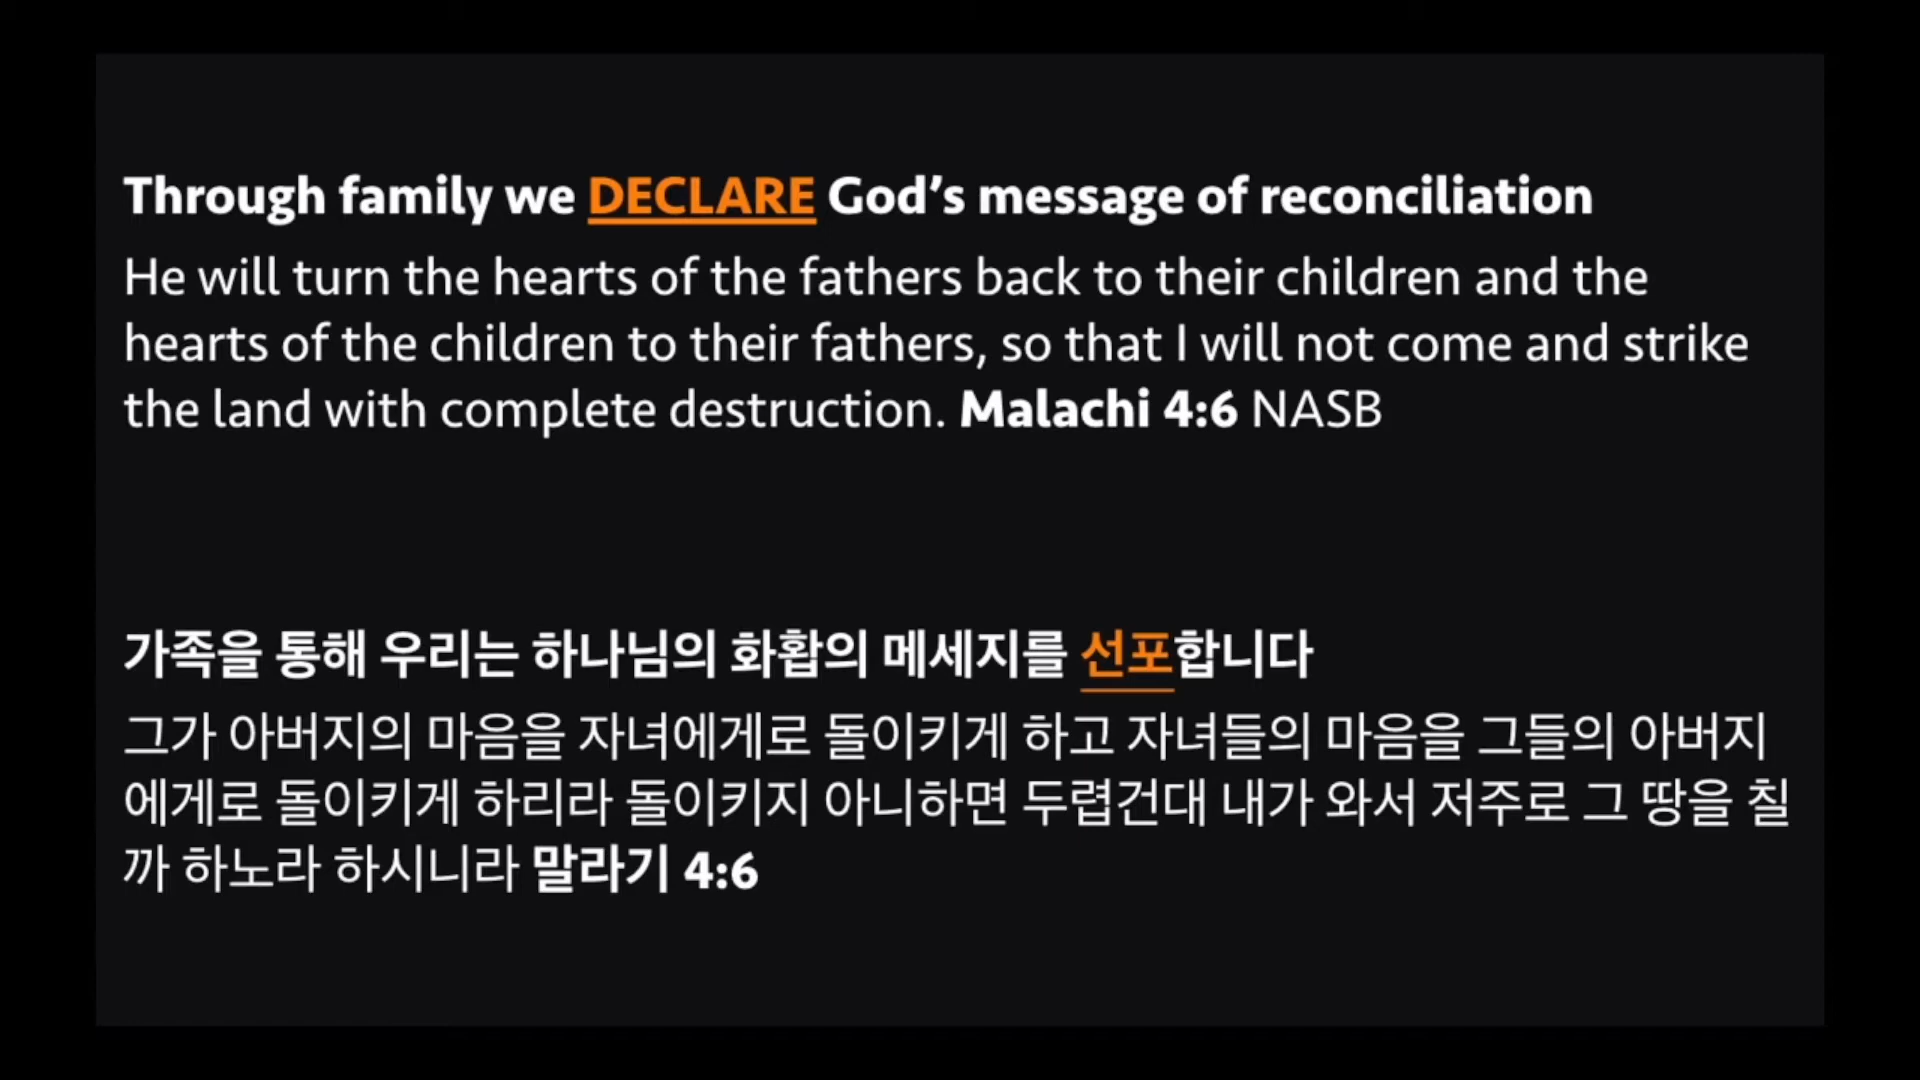 Through family we DECLARE God’s message of reconciliation
He will turn the hearts of the fathers back to their children and the
hearts of the children to their fathers, so that I will not come and strike
the land with complete destruction. Malachi 4:6 NASB
가족을 통해 우리는 하나님의 화홥의 메세지를 선포합니다
그가 아버지의 마음을 자녀에게로 돌이키게 하고 자녀들의 마음을 그들의 아버지
에게로 돌이키게 하리라 돌이키지 아니하면 두렵건대 내가 와서 저주로 그 땅을 칠
까 하노라 하시니라 말라기 4:6